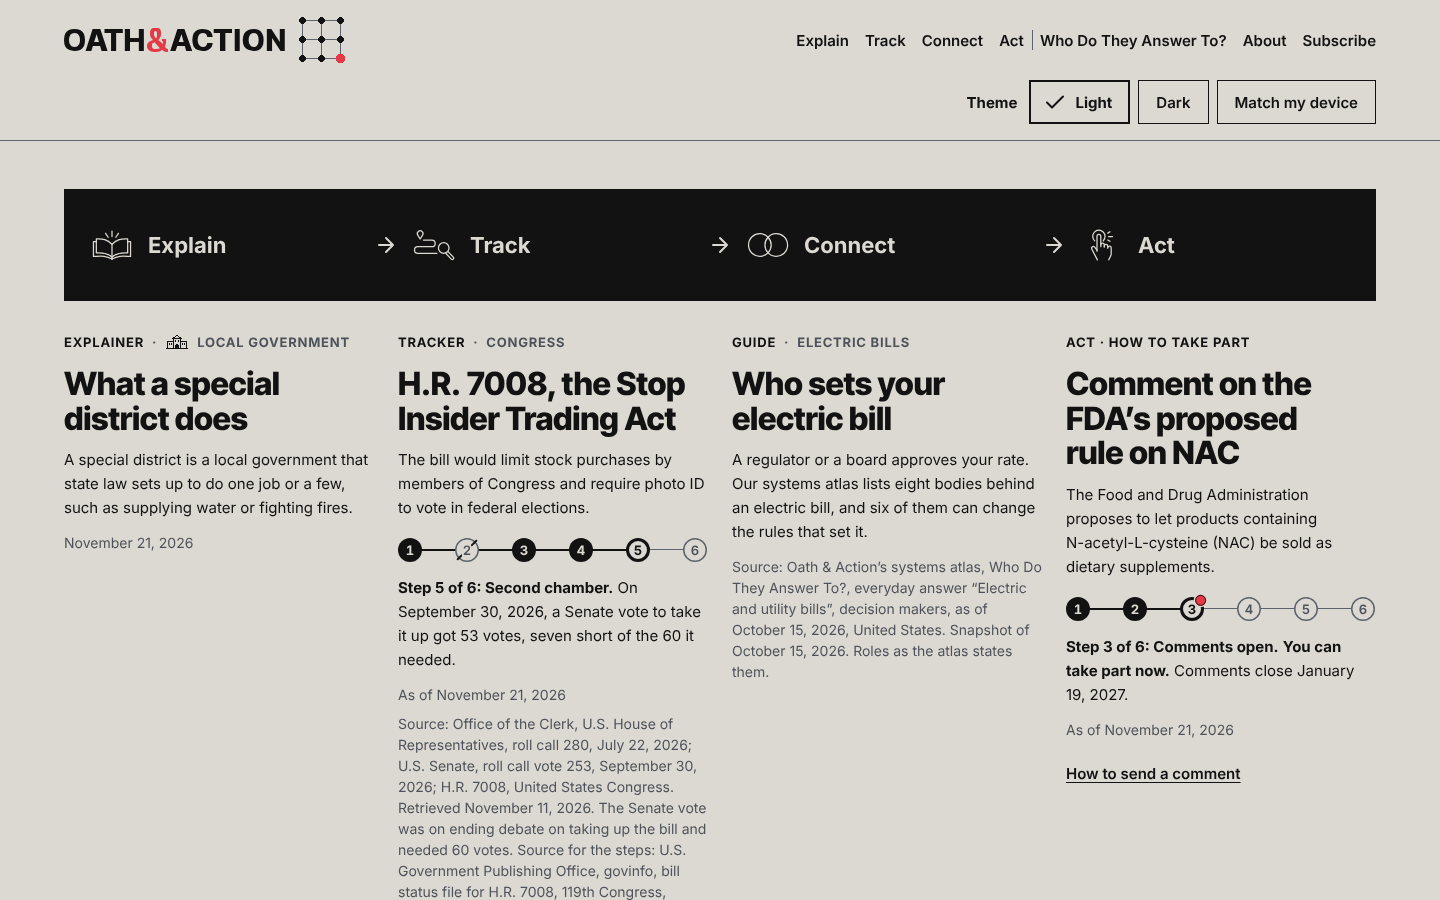 OATH&ACTION
Explain Track Connect Act Who Do They Answer To? About Subscribe
Theme Light Dark Match my device
Explain Track Connect Act
EXPLAINER · LOCAL GOVERNMENT
What a special
district does
A special district is a local government that
state law sets up to do one job or a few,
such as supplying water or fighting fires.
November 21, 2026
TRACKER · CONGRESS
H.R. 7008, the Stop
Insider Trading Act
The bill would limit stock purchases by
members of Congress and require photo ID
to vote in federal elections.
1 2 3 4 5 6
Step 5 of 6: Second chamber. On
September 30, 2026, a Senate vote to take
it up got 53 votes, seven short of the 60 it
needed.
As of November 21, 2026
Source: Office of the Clerk, U.S. House of
Representatives, roll call 280, July 22, 2026;
U.S. Senate, roll call vote 253, September 30,
2026; H.R. 7008, United States Congress.
Retrieved November 11, 2026. The Senate vote
was on ending debate on taking up the bill and
needed 60 votes. Source for the steps: U.S.
Government Publishing Office, govinfo, bill
status file for H.R. 7008, 119th Congress,
GUIDE · ELECTRIC BILLS
Who sets your
electric bill
A regulator or a board approves your rate.
Our systems atlas lists eight bodies behind
an electric bill, and six of them can change
the rules that set it.
Source: Oath & Action’s systems atlas, Who Do
They Answer To?, everyday answer “Electric
and utility bills”, decision makers, as of
October 15, 2026, United States. Snapshot of
October 15, 2026. Roles as the atlas states
them.
ACT · HOW TO TAKE PART
Comment on the
FDA’s proposed
rule on NAC
The Food and Drug Administration
proposes to let products containing
N-acetyl-L-cysteine (NAC) be sold as
dietary supplements.
1 2 3 4 5 6
Step 3 of 6: Comments open. You can
take part now. Comments close January
19, 2027.
As of November 21, 2026
How to send a comment